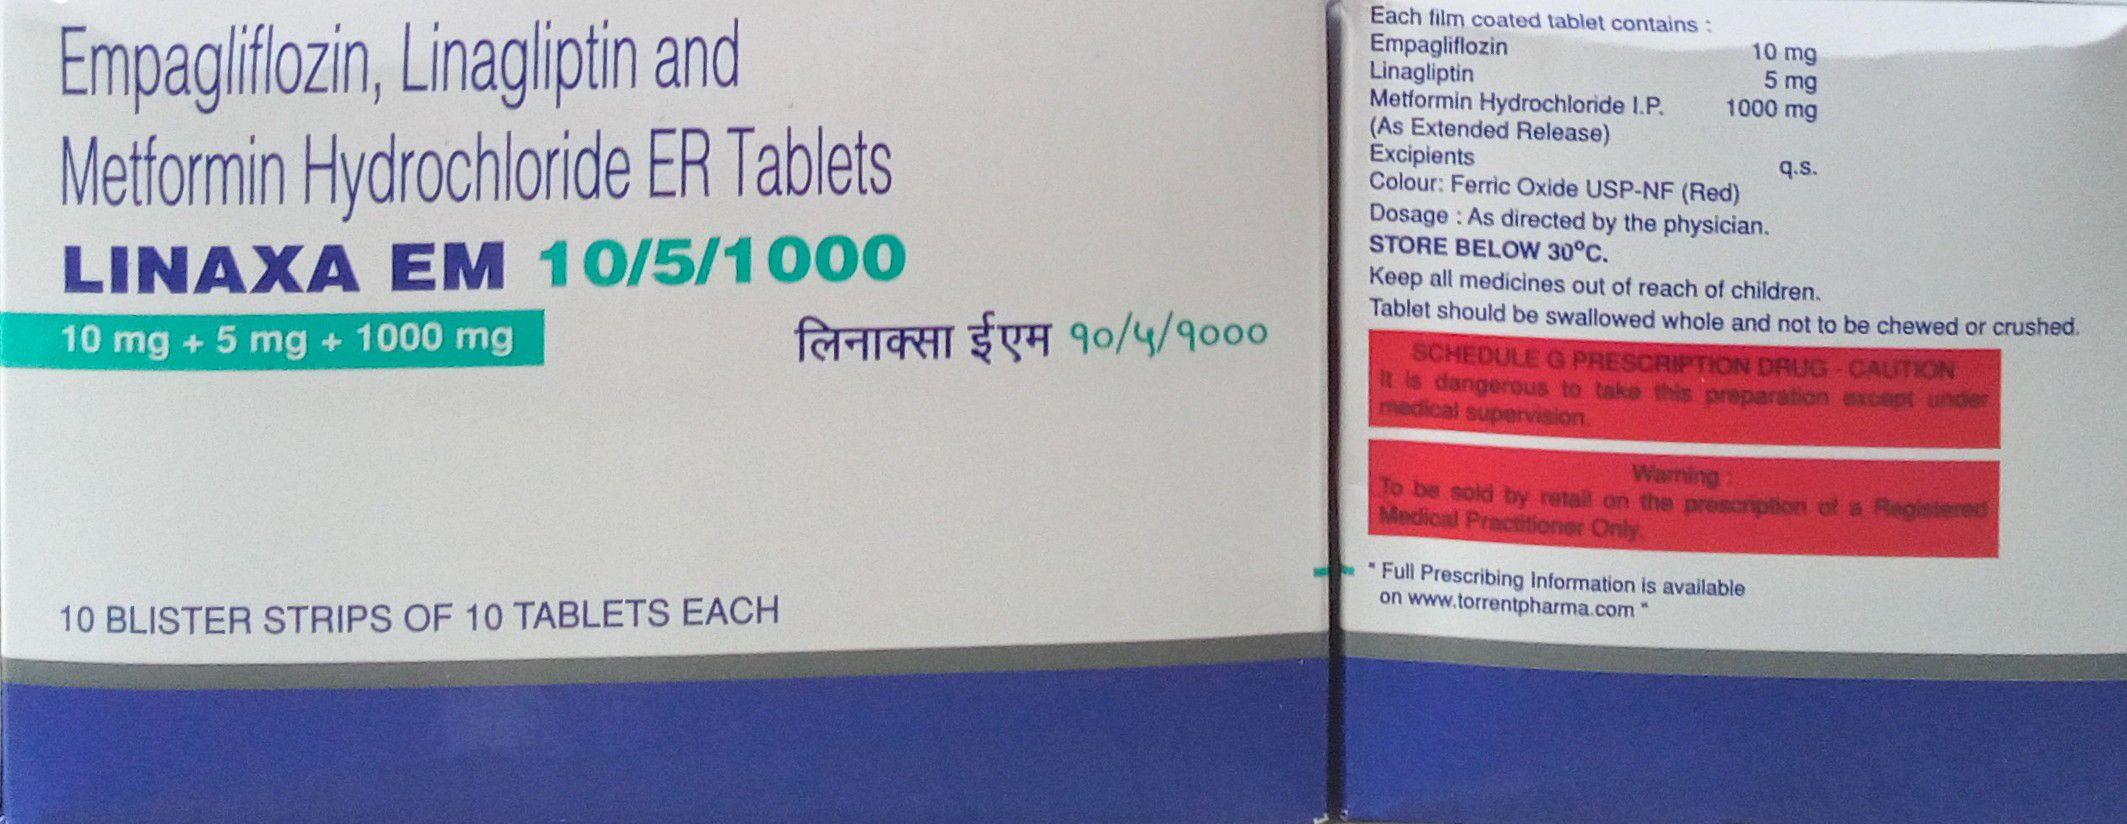 Empagliflozin, Linagliptin and
Metformin Hydrochloride ER Tablets
LINAXA EM 10/5/1000
10 mg + 5 mg + 1000 mg
लिनाक्सा ईएम १०/५/१०००
10 BLISTER STRIPS OF 10 TABLETS EACH
Each film coated tablet contains :
Empagliflozin 10 mg
Linagliptin 5 mg
Metformin Hydrochloride I.P. 1000 mg
(As Extended Release)
Excipients q.s.
Colour: Ferric Oxide USP-NF (Red)
Dosage : As directed by the physician.
STORE BELOW 30°C.
Keep all medicines out of reach of children.
Tablet should be swallowed whole and not to be chewed or crushed.
SCHEDULE G PRESCRIPTION DRUG - CAUTION
It is dangerous to take this preparation except under
medical supervision.
Warning :
To be sold by retail on the prescription of a Registered
Medical Practitioner Only.
" Full Prescribing Information is available
on www.torrentpharma.com "